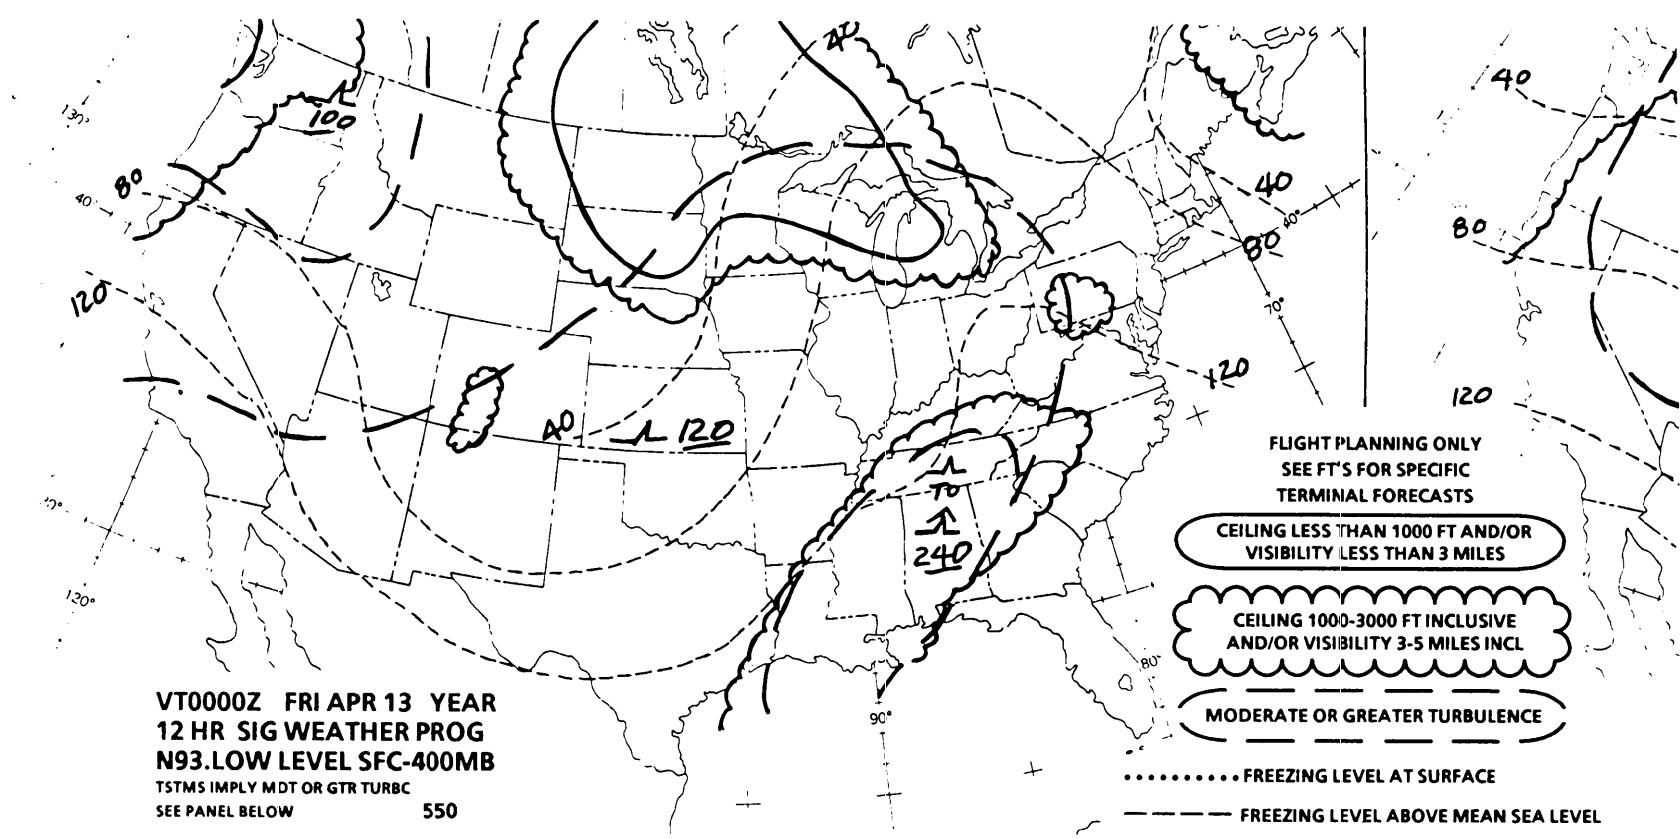 40
130°
100
80
40°
40
40°
80
120
70°
120
40
120
TO
240
120°
80°
90°
40
80
120
FLIGHT PLANNING ONLY
SEE FT'S FOR SPECIFIC
TERMINAL FORECASTS
CEILING LESS THAN 1000 FT AND/OR
VISIBILITY LESS THAN 3 MILES
CEILING 1000-3000 FT INCLUSIVE
AND/OR VISIBILITY 3-5 MILES INCL
MODERATE OR GREATER TURBULENCE
FREEZING LEVEL AT SURFACE
FREEZING LEVEL ABOVE MEAN SEA LEVEL
VT0000Z FRI APR 13 YEAR
12 HR SIG WEATHER PROG
N93.LOW LEVEL SFC-400MB
TSTMS IMPLY MDT OR GTR TURBC
SEE PANEL BELOW 550